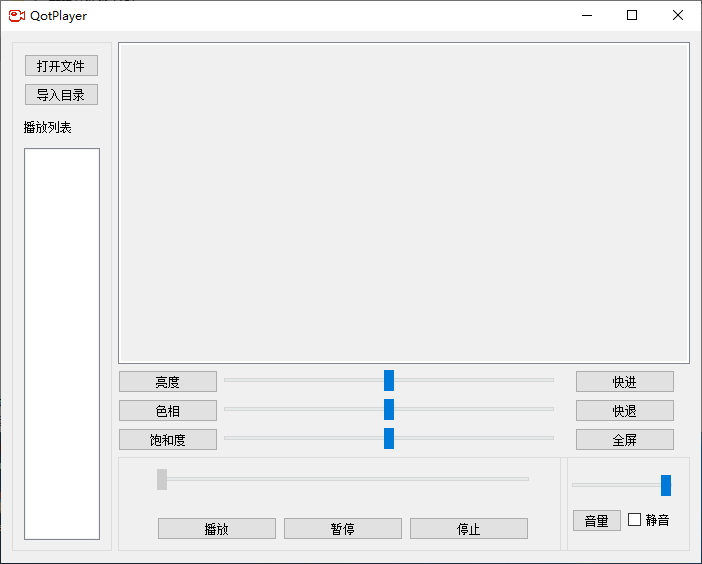 QotPlayer
打开文件
导入目录
播放列表
亮度
快进
色相
快退
饱和度
全屏
播放
暂停
停止
音量
静音